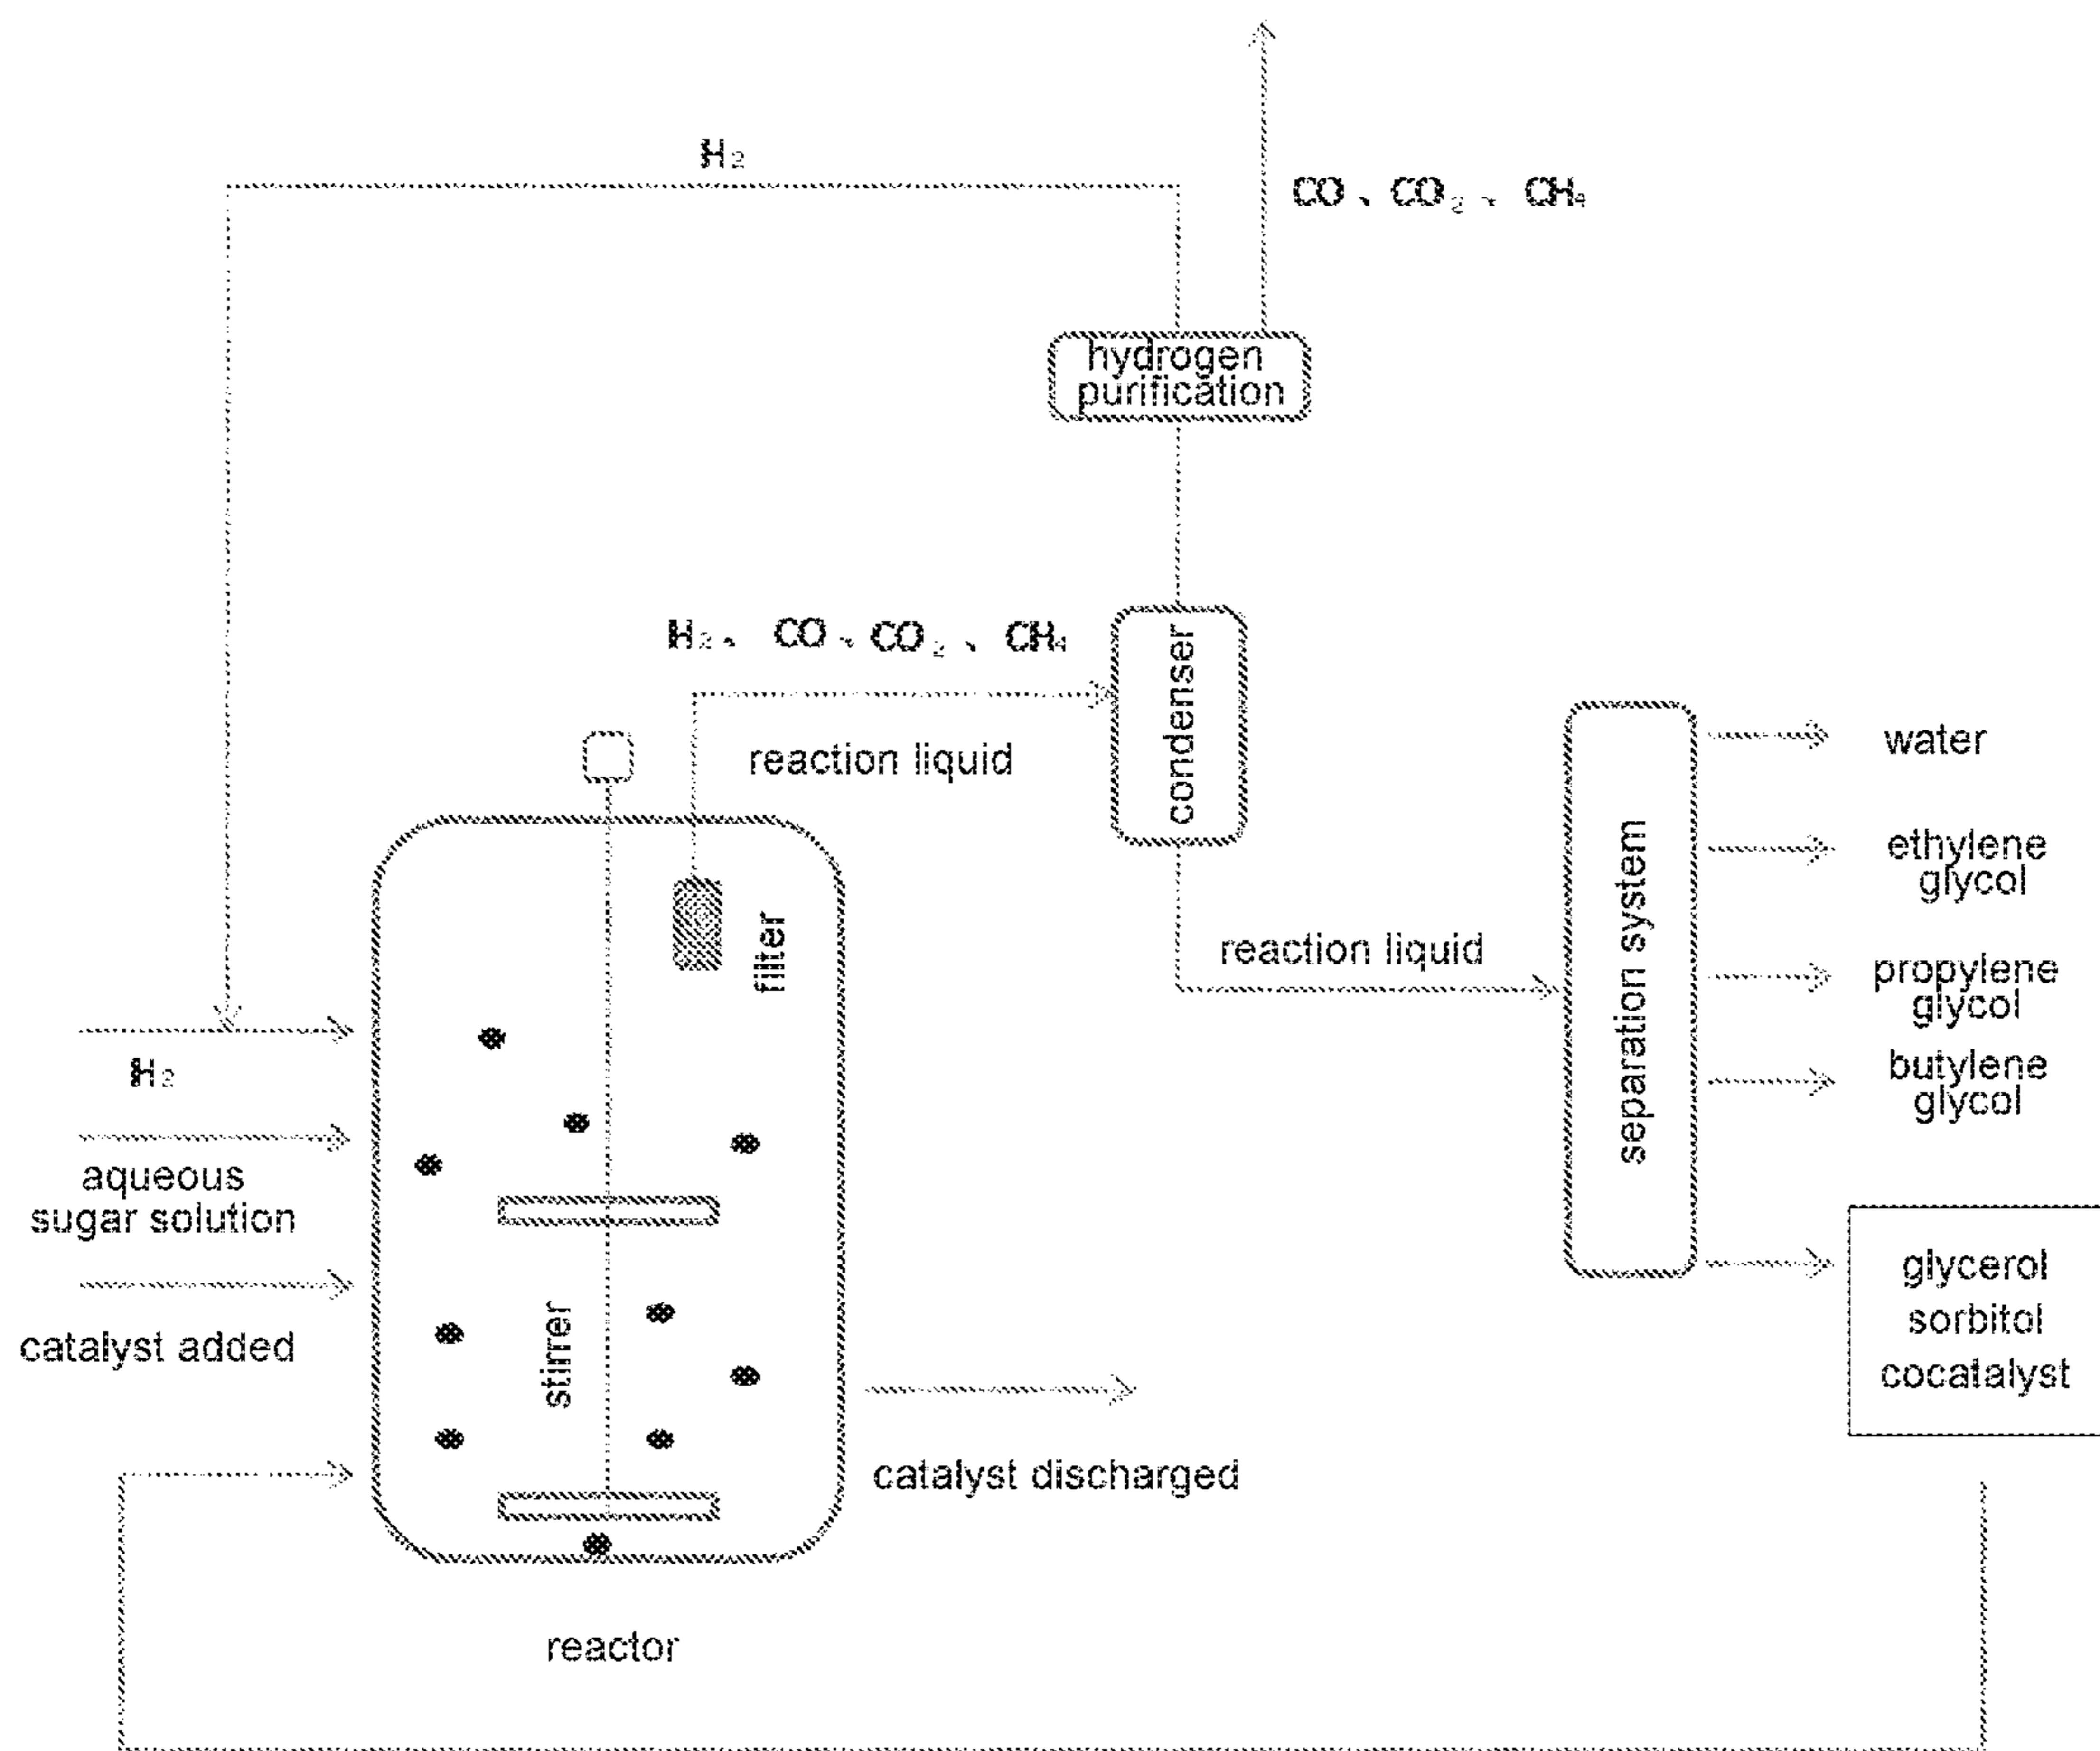 H₂
CO、CO₂、CH₄
hydrogen
purification
H₂、CO、CO₂、CH₄
condenser
reaction liquid
water
ethylene
glycol
filter
reaction liquid
separation system
propylene
glycol
H₂
butylene
glycol
aqueous
sugar solution
glycerol
sorbitol
cocatalyst
catalyst added
stirrer
catalyst discharged
reactor